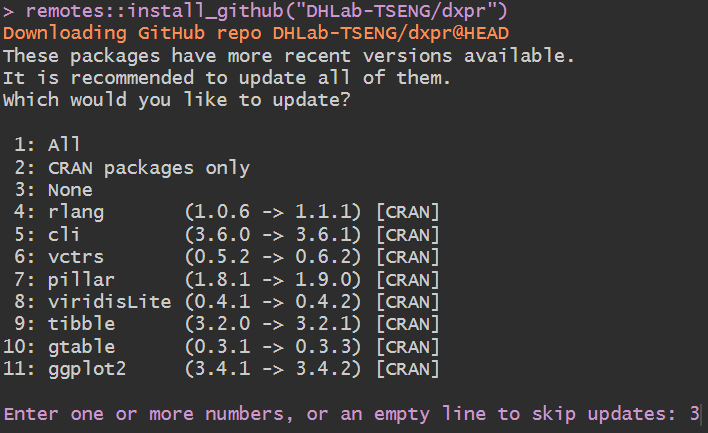 > remotes::install_github("DHLab-TSENG/dxpr")
Downloading GitHub repo DHLab-TSENG/dxpr@HEAD
These packages have more recent versions available.
It is recommended to update all of them.
Which would you like to update?

 1: All
 2: CRAN packages only
 3: None
 4: rlang       (1.0.6 -> 1.1.1) [CRAN]
 5: cli         (3.6.0 -> 3.6.1) [CRAN]
 6: vctrs       (0.5.2 -> 0.6.2) [CRAN]
 7: pillar      (1.8.1 -> 1.9.0) [CRAN]
 8: viridisLite (0.4.1 -> 0.4.2) [CRAN]
 9: tibble      (3.2.0 -> 3.2.1) [CRAN]
10: gtable      (0.3.1 -> 0.3.3) [CRAN]
11: ggplot2     (3.4.1 -> 3.4.2) [CRAN]

Enter one or more numbers, or an empty line to skip updates: 3